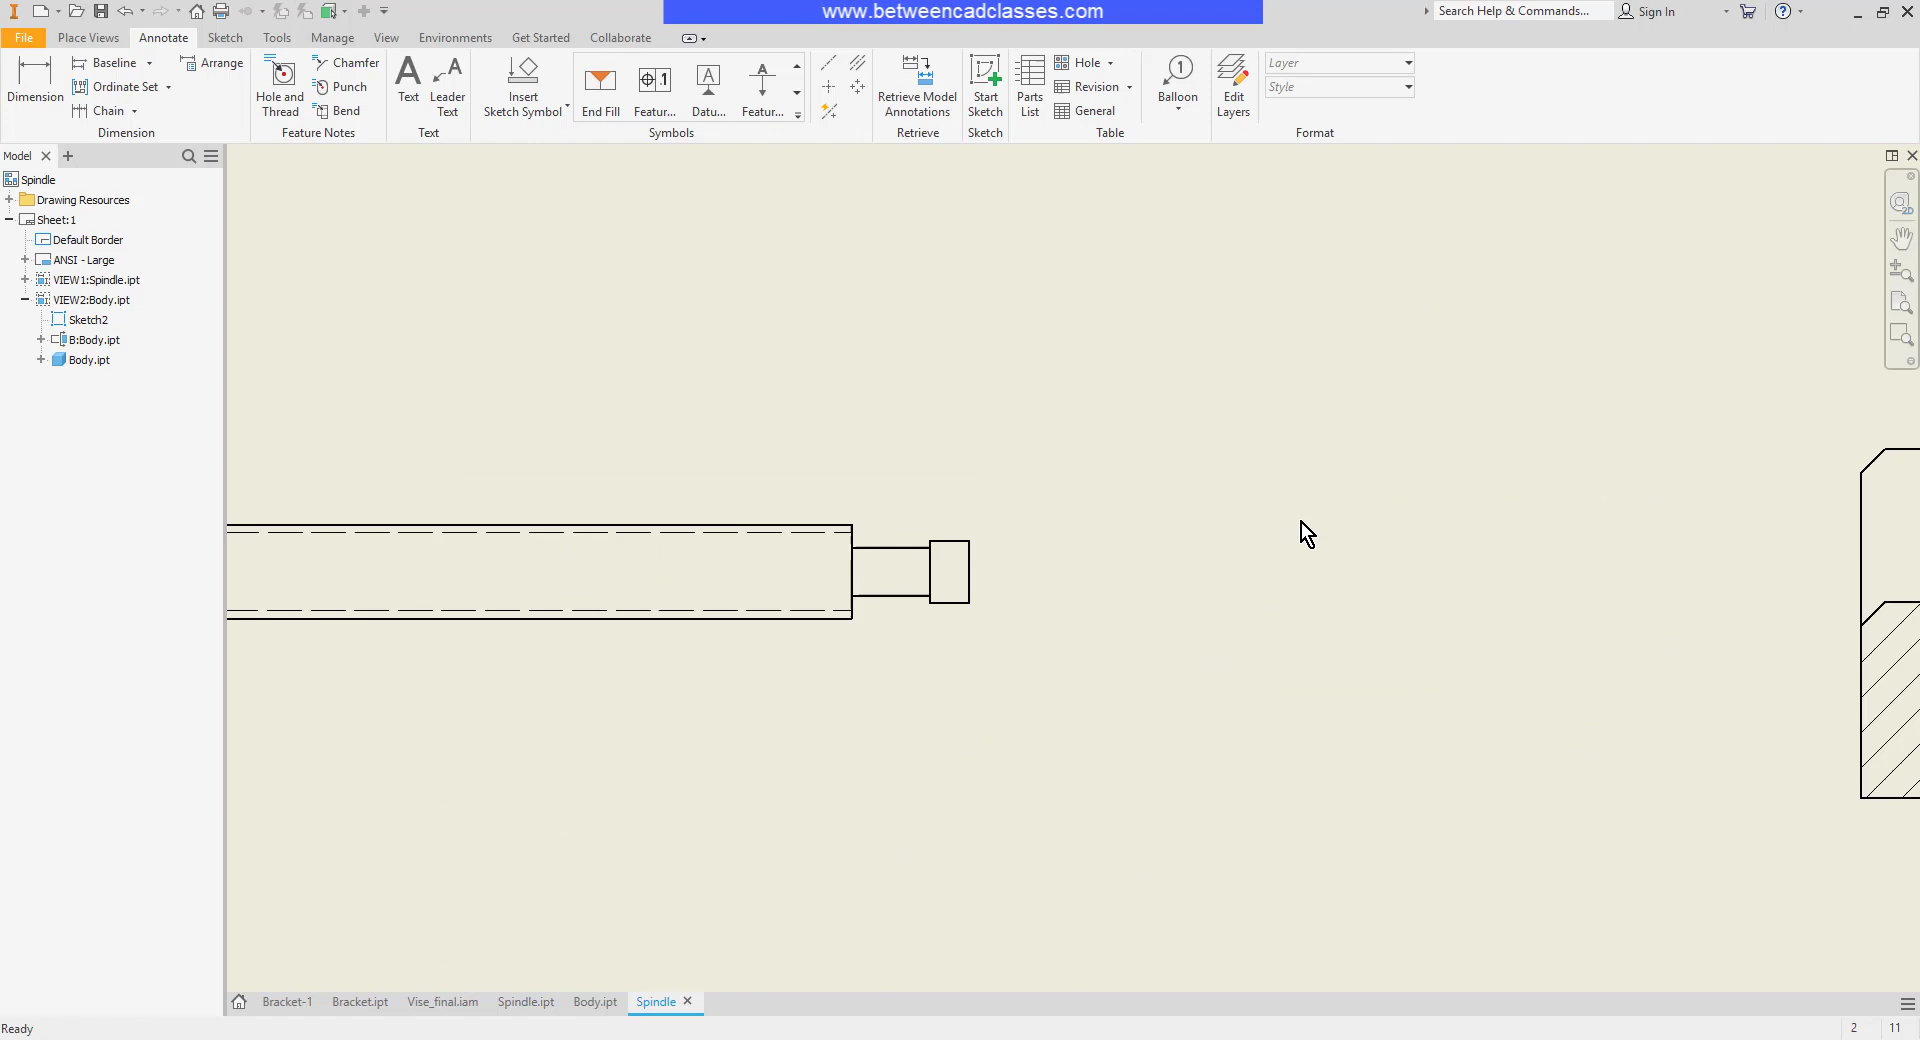 www.betweencadclasses.com
Search Help & Commands...
Sign In
File
Place Views
Annotate
Sketch
Tools
Manage
View
Environments
Get Started
Collaborate
Dimension
Baseline
Ordinate Set
Chain
Arrange
Dimension
Hole and
Thread
Chamfer
Punch
Bend
Feature Notes
Text
Leader
Text
Text
Insert
Sketch Symbol
End Fill
Featur...
Datu...
Featur...
Symbols
Retrieve Model
Annotations
Retrieve
Start
Sketch
Sketch
Parts
List
Hole
Revision
General
Table
Balloon
Edit
Layers
Layer
Style
Format
Model
Spindle
Drawing Resources
Sheet:1
Default Border
ANSI - Large
VIEW1:Spindle.ipt
VIEW2:Body.ipt
Sketch2
B:Body.ipt
Body.ipt
Bracket-1
Bracket.ipt
Vise_final.iam
Spindle.ipt
Body.ipt
Spindle
Ready
2
11